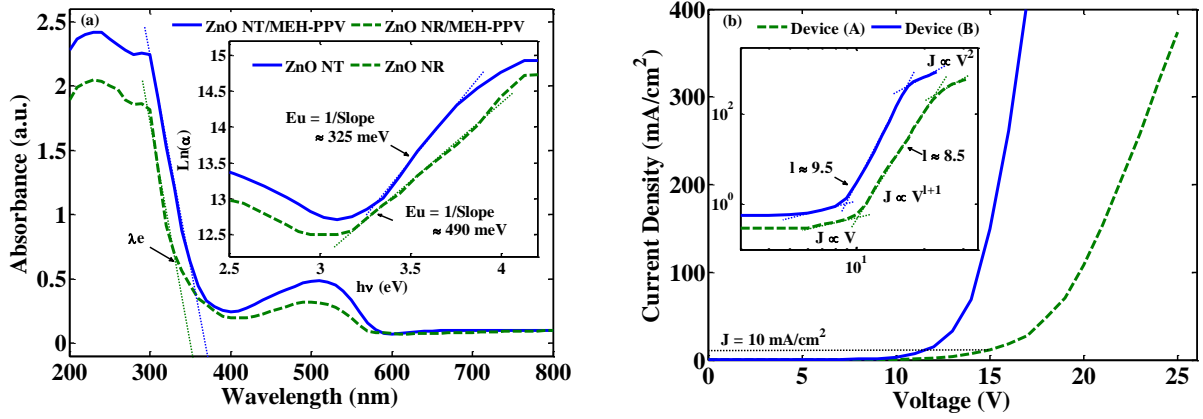 (a)
ZnO NT/MEH-PPV
ZnO NR/MEH-PPV
ZnO NT
ZnO NR
Absorbance (a.u.)
2.5
2
1.5
1
0.5
0
200
300
400
500
600
700
800
Wavelength (nm)
λe
Ln(α)
15
14.5
14
13.5
13
12.5
2.5
3
3.5
4
hν (eV)
Eu = 1/Slope
≈ 325 meV
Eu = 1/Slope
≈ 490 meV
(b)
Device (A)
Device (B)
Current Density (mA/cm²)
400
300
200
100
0
0
5
10
15
20
25
Voltage (V)
J = 10 mA/cm²
J ∝ V²
10²
10⁰
l ≈ 9.5
l ≈ 8.5
J ∝ Vˡ⁺¹
J ∝ V
10¹